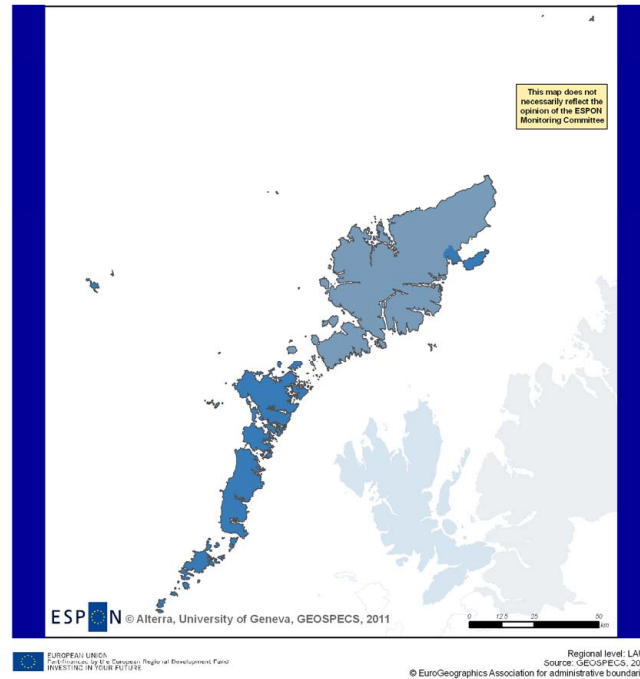 This map does not
necessarily reflect the
opinion of the ESPON
Monitoring Committee
ESPON © Alterra, University of Geneva, GEOSPECS, 2011
0 12.5 25 50
km
EUROPEAN UNION
Part-financed by the European Regional Development Fund
INVESTING IN YOUR FUTURE
Regional level:
Source: GEOSPECS, 20
© EuroGeographics Association for administrative boundari